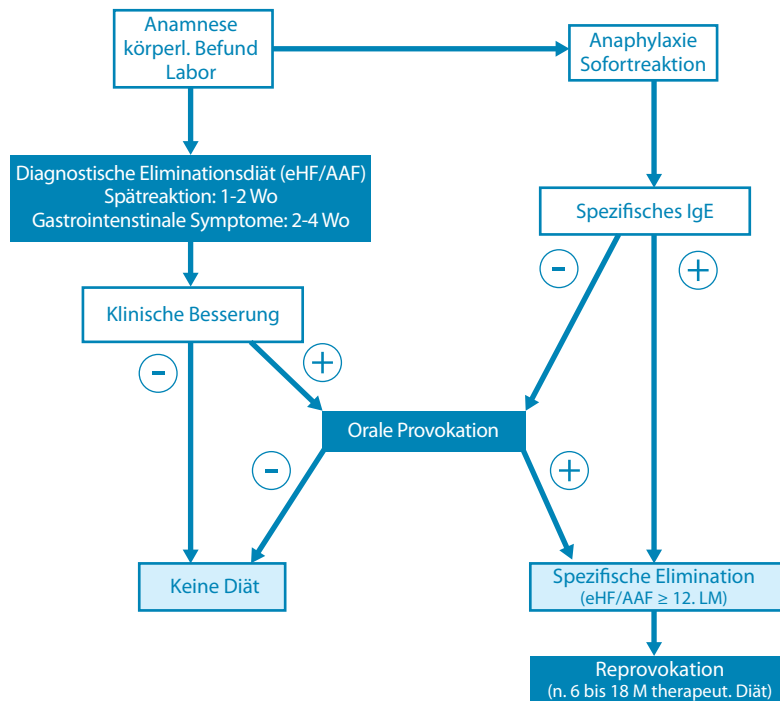 Anamnese
körperl. Befund
Labor
Anaphylaxie
Sofortreaktion
Diagnostische Eliminationsdiät (eHF/AAF)
Spätreaktion: 1-2 Wo
Gastrointenstinale Symptome: 2-4 Wo
Spezifisches IgE
-
+
Klinische Besserung
-
+
Orale Provokation
-
+
Keine Diät
Spezifische Elimination
(eHF/AAF ≥ 12. LM)
Reprovokation
(n. 6 bis 18 M therapeut. Diät)